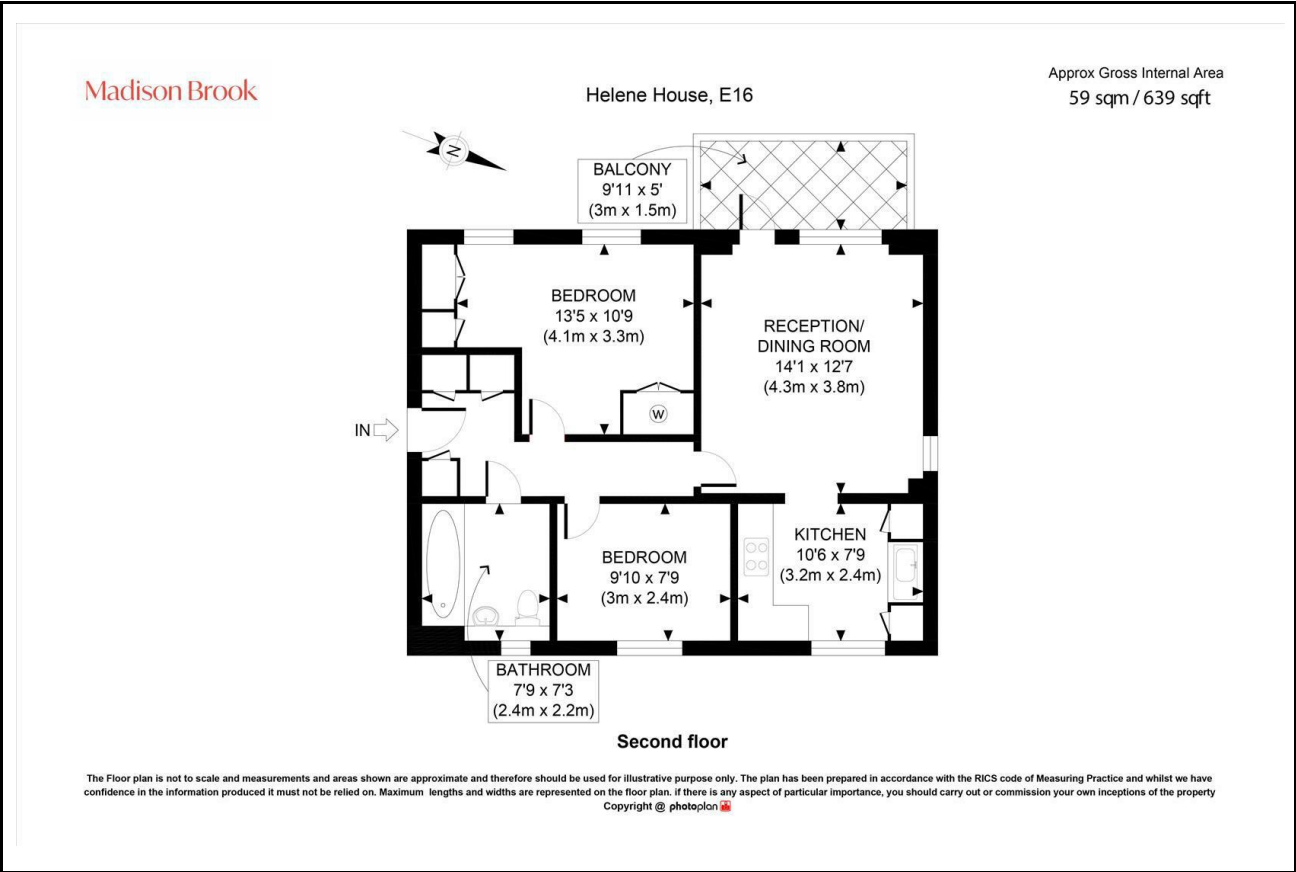 Madison Brook
Helene House, E16
Approx Gross Internal Area
59 sqm / 639 sqft
N
BALCONY
9'11 x 5'
(3m x 1.5m)
BEDROOM
13'5 x 10'9
(4.1m x 3.3m)
RECEPTION/
DINING ROOM
14'1 x 12'7
(4.3m x 3.8m)
W
IN
KITCHEN
10'6 x 7'9
(3.2m x 2.4m)
BEDROOM
9'10 x 7'9
(3m x 2.4m)
BATHROOM
7'9 x 7'3
(2.4m x 2.2m)
Second floor
The Floor plan is not to scale and measurements and areas shown are approximate and therefore should be used for illustrative purpose only. The plan has been prepared in accordance with the RICS code of Measuring Practice and whilst we have
confidence in the information produced it must not be relied on. Maximum lengths and widths are represented on the floor plan. if there is any aspect of particular importance, you should carry out or commission your own inceptions of the property
Copyright @ photoplan